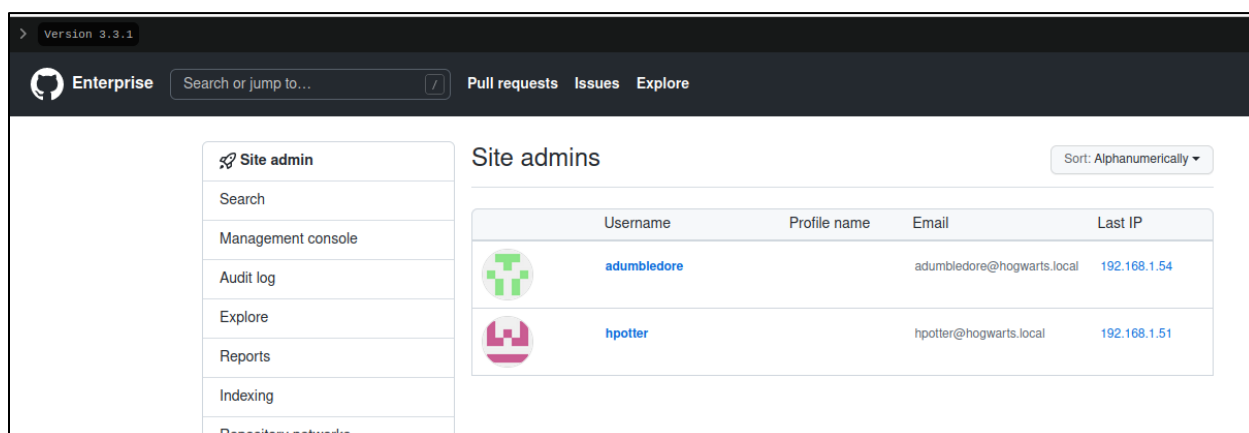 Version 3.3.1
Enterprise Search or jump to... / Pull requests Issues Explore
Site admin
Search
Management console
Audit log
Explore
Reports
Indexing
Repository networks
Site admins
Sort: Alphanumerically
Username Profile name Email Last IP
adumbledore adumbledore@hogwarts.local 192.168.1.54
hpotter hpotter@hogwarts.local 192.168.1.51